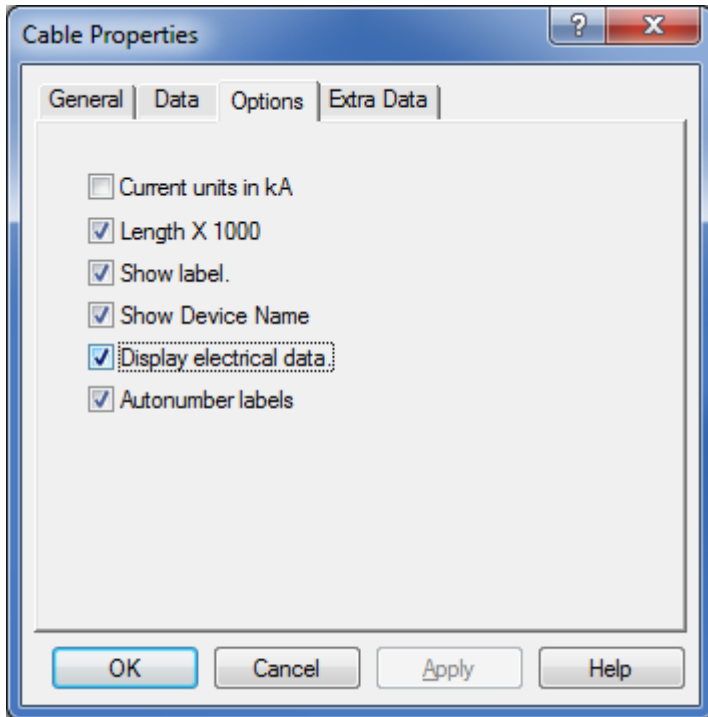 Cable Properties
General Data Options Extra Data
Current units in kA
Length X 1000
Show label.
Show Device Name
Display electrical data.
Autonumber labels
OK Cancel Apply Help